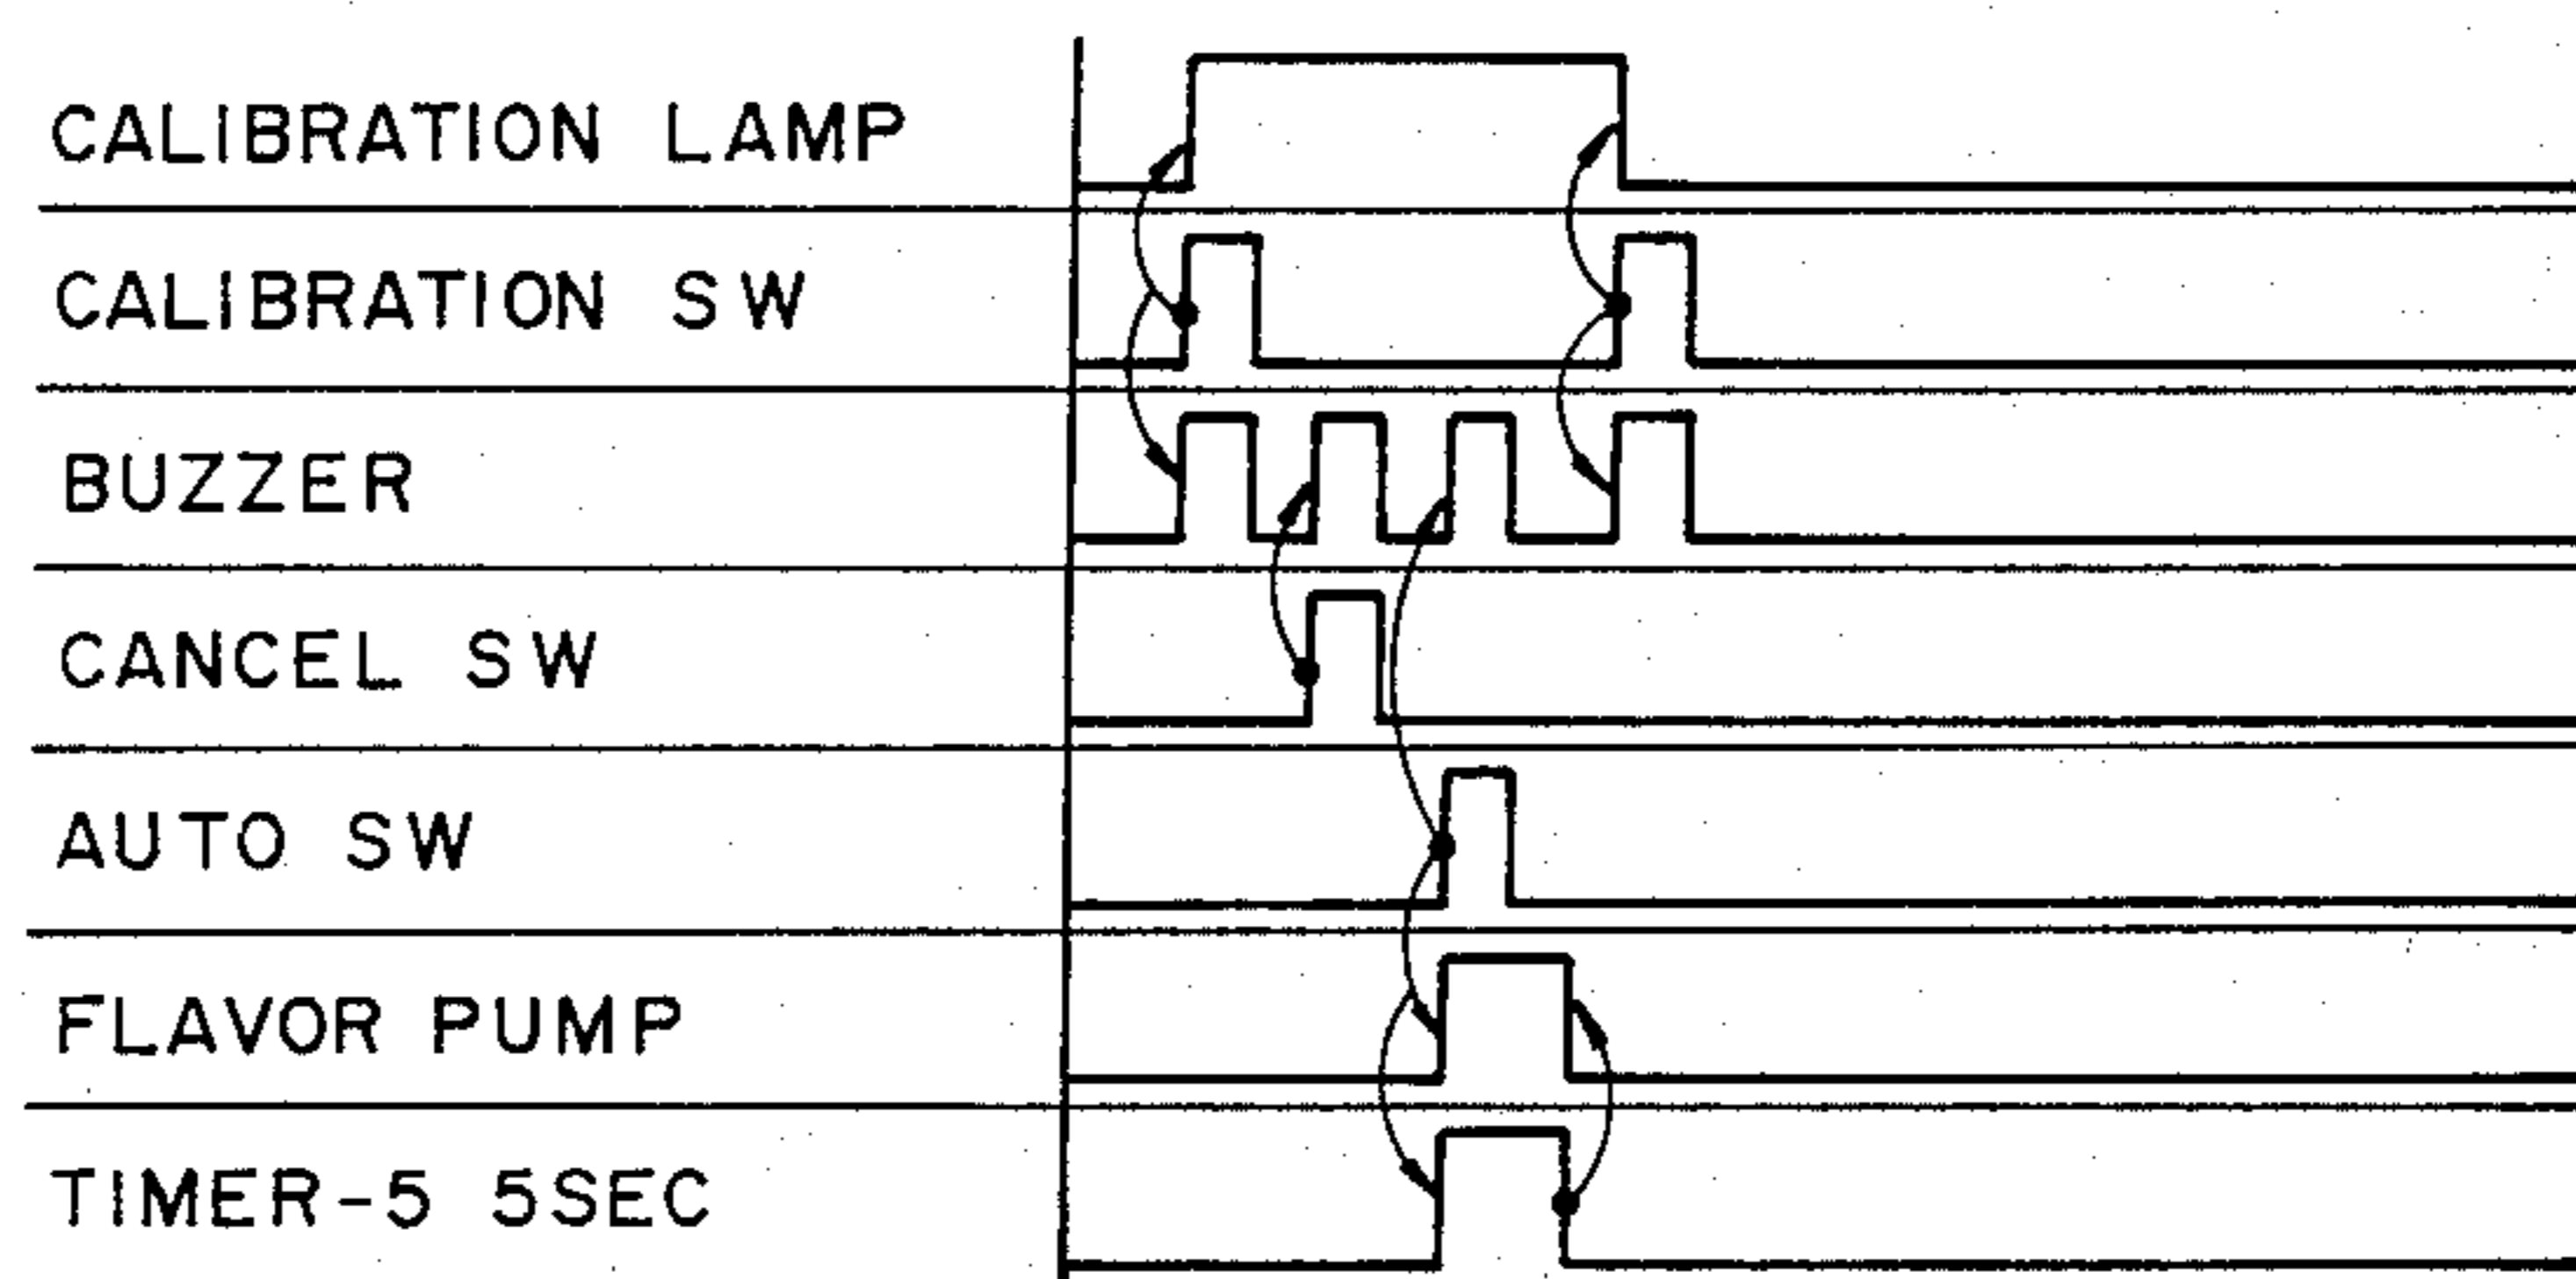 CALIBRATION LAMP
CALIBRATION SW
BUZZER
CANCEL SW
AUTO SW
FLAVOR PUMP
TIMER-5 5SEC